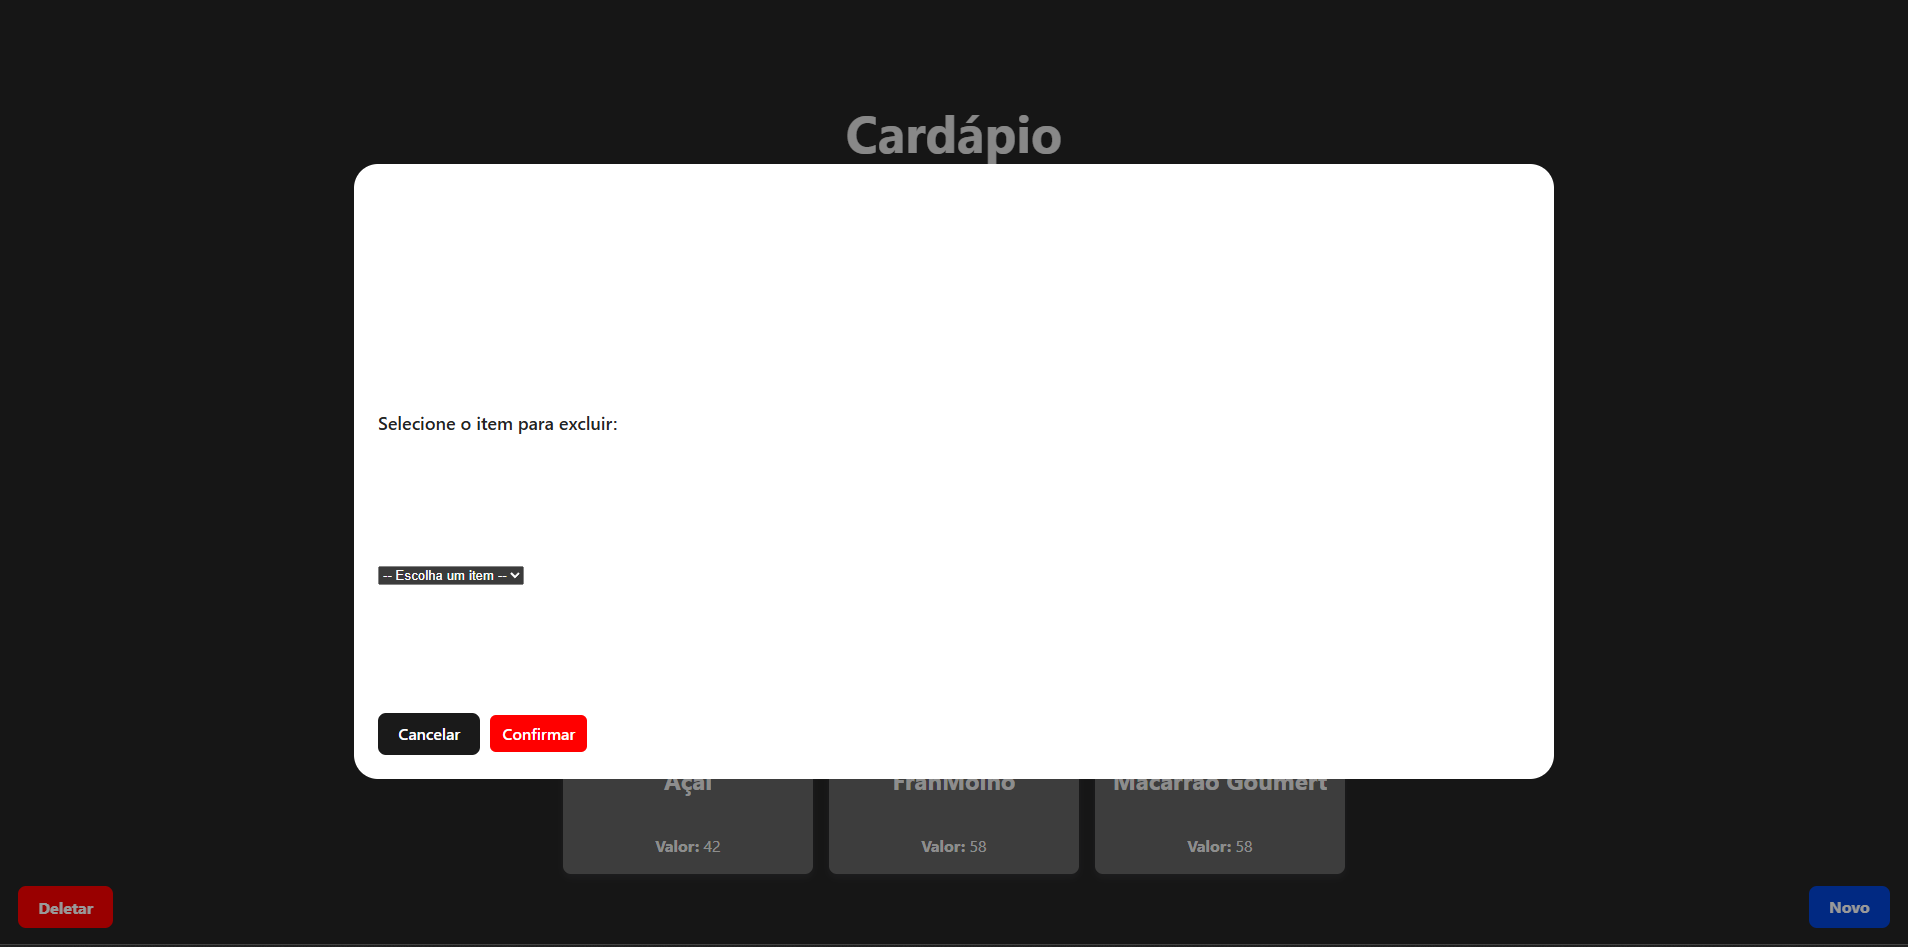 Cardápio
Selecione o item para excluir:
-- Escolha um item --
Cancelar
Confirmar
Açaí
FranMolho
Macarrão Goumert
Valor: 42
Valor: 58
Valor: 58
Deletar
Novo